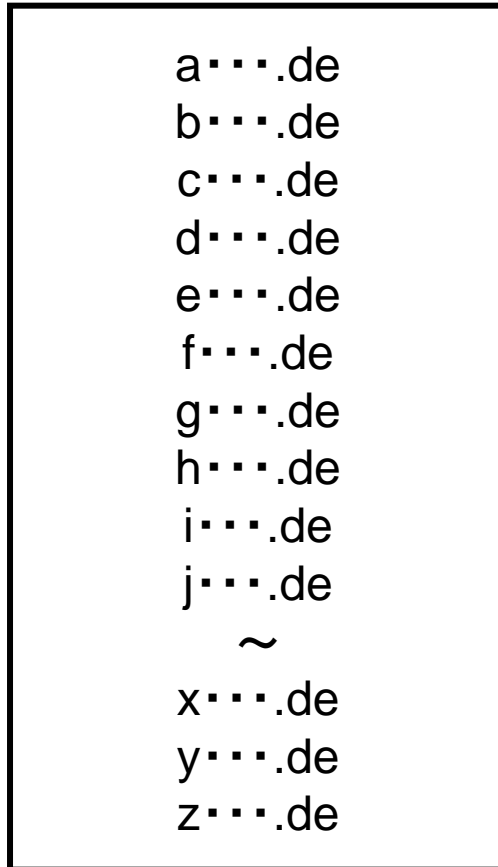 a･･･.de
b･･･.de
c･･･.de
d･･･.de
e･･･.de
f･･･.de
g･･･.de
h･･･.de
i･･･.de
j･･･.de
～
x･･･.de
y･･･.de
z･･･.de